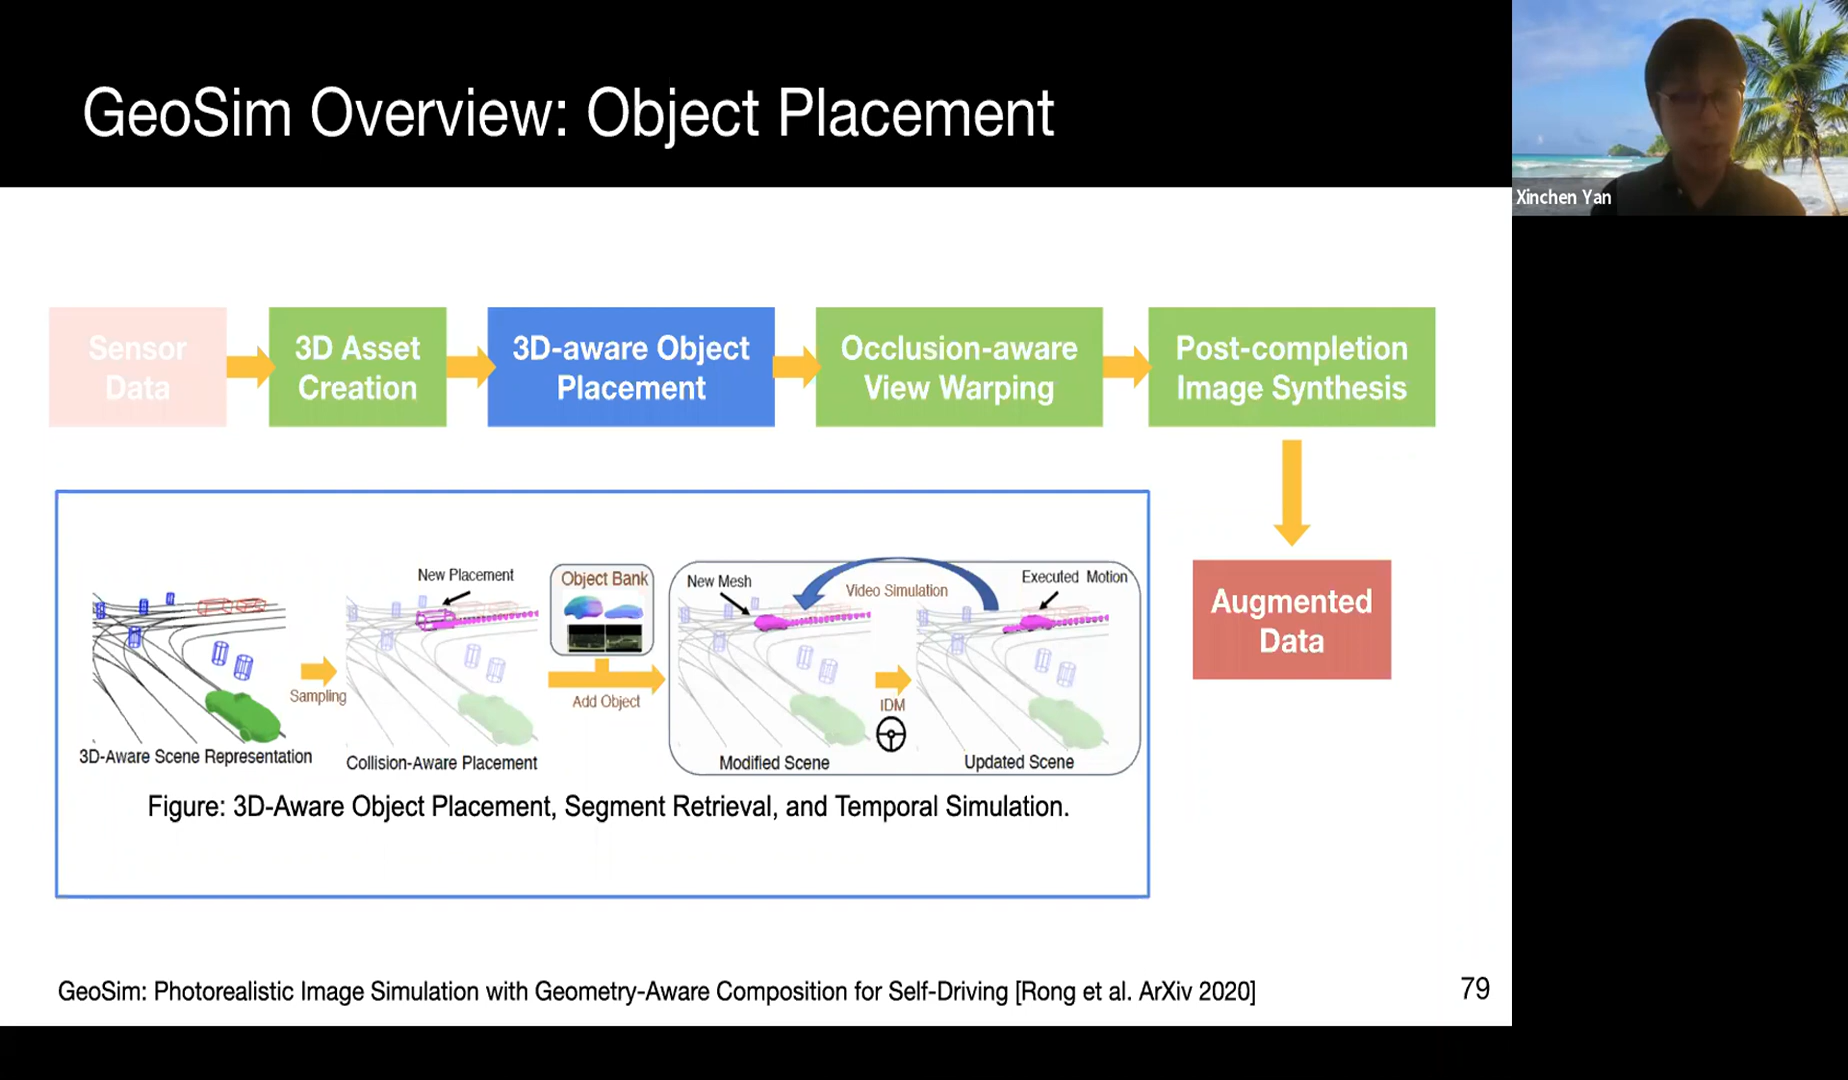 GeoSim Overview: Object Placement
Xinchen Yan
Sensor
Data
3D Asset
Creation
3D-aware Object
Placement
Occlusion-aware
View Warping
Post-completion
Image Synthesis
Augmented
Data
New Placement
Object Bank
New Mesh
Video Simulation
Executed Motion
Sampling
Add Object
IDM
3D-Aware Scene Representation
Collision-Aware Placement
Modified Scene
Updated Scene
Figure: 3D-Aware Object Placement, Segment Retrieval, and Temporal Simulation.
GeoSim: Photorealistic Image Simulation with Geometry-Aware Composition for Self-Driving [Rong et al. ArXiv 2020]
79